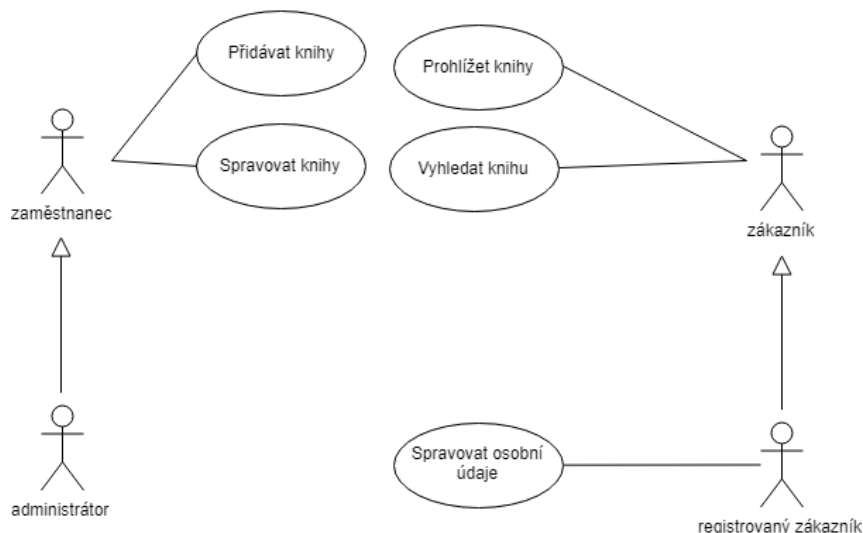 Přidávat knihy
Prohlížet knihy
Spravovat knihy
Vyhledat knihu
zaměstnanec
zákazník
Spravovat osobní
údaje
administrátor
registrovaný zákazník